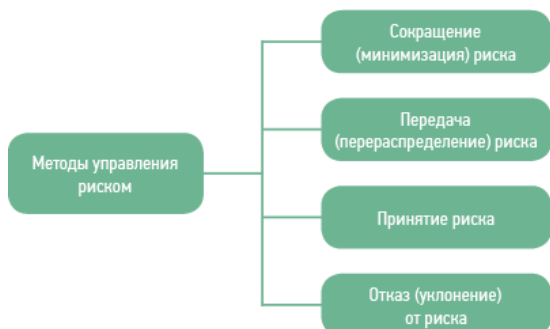 Сокращение
(минимизация) риска
Передача
(перераспределение) риска
Методы управления
риском
Принятие риска
Отказ (уклонение)
от риска